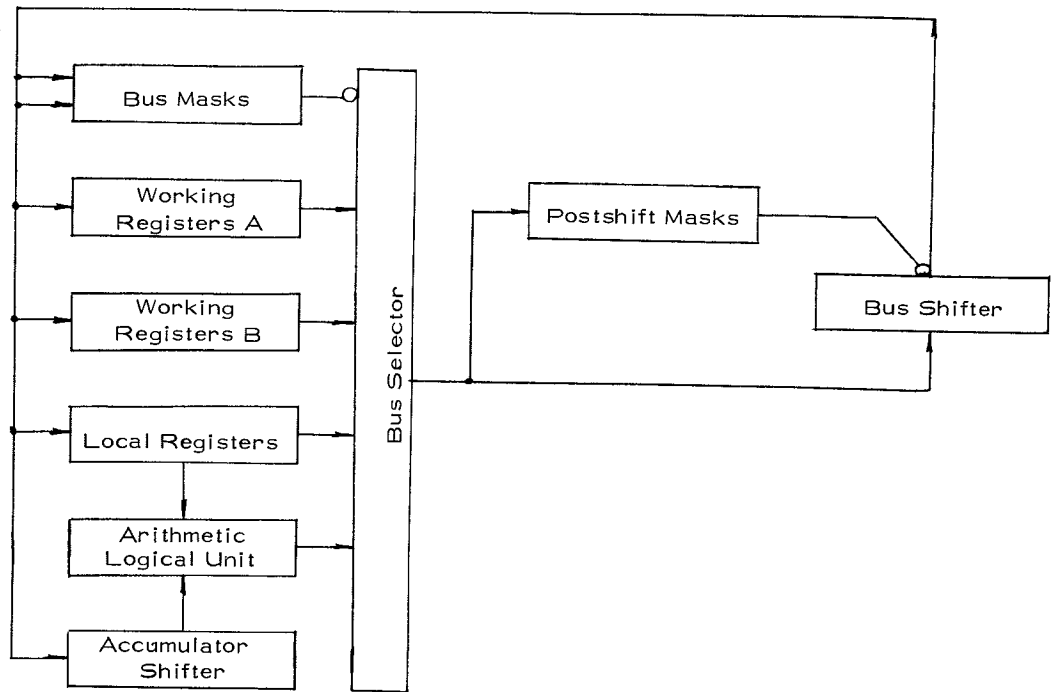 Bus Masks
Working
Registers A
Working
Registers B
Local Registers
Arithmetic
Logical Unit
Accumulator
Shifter
Bus Selector
Postshift Masks
Bus Shifter